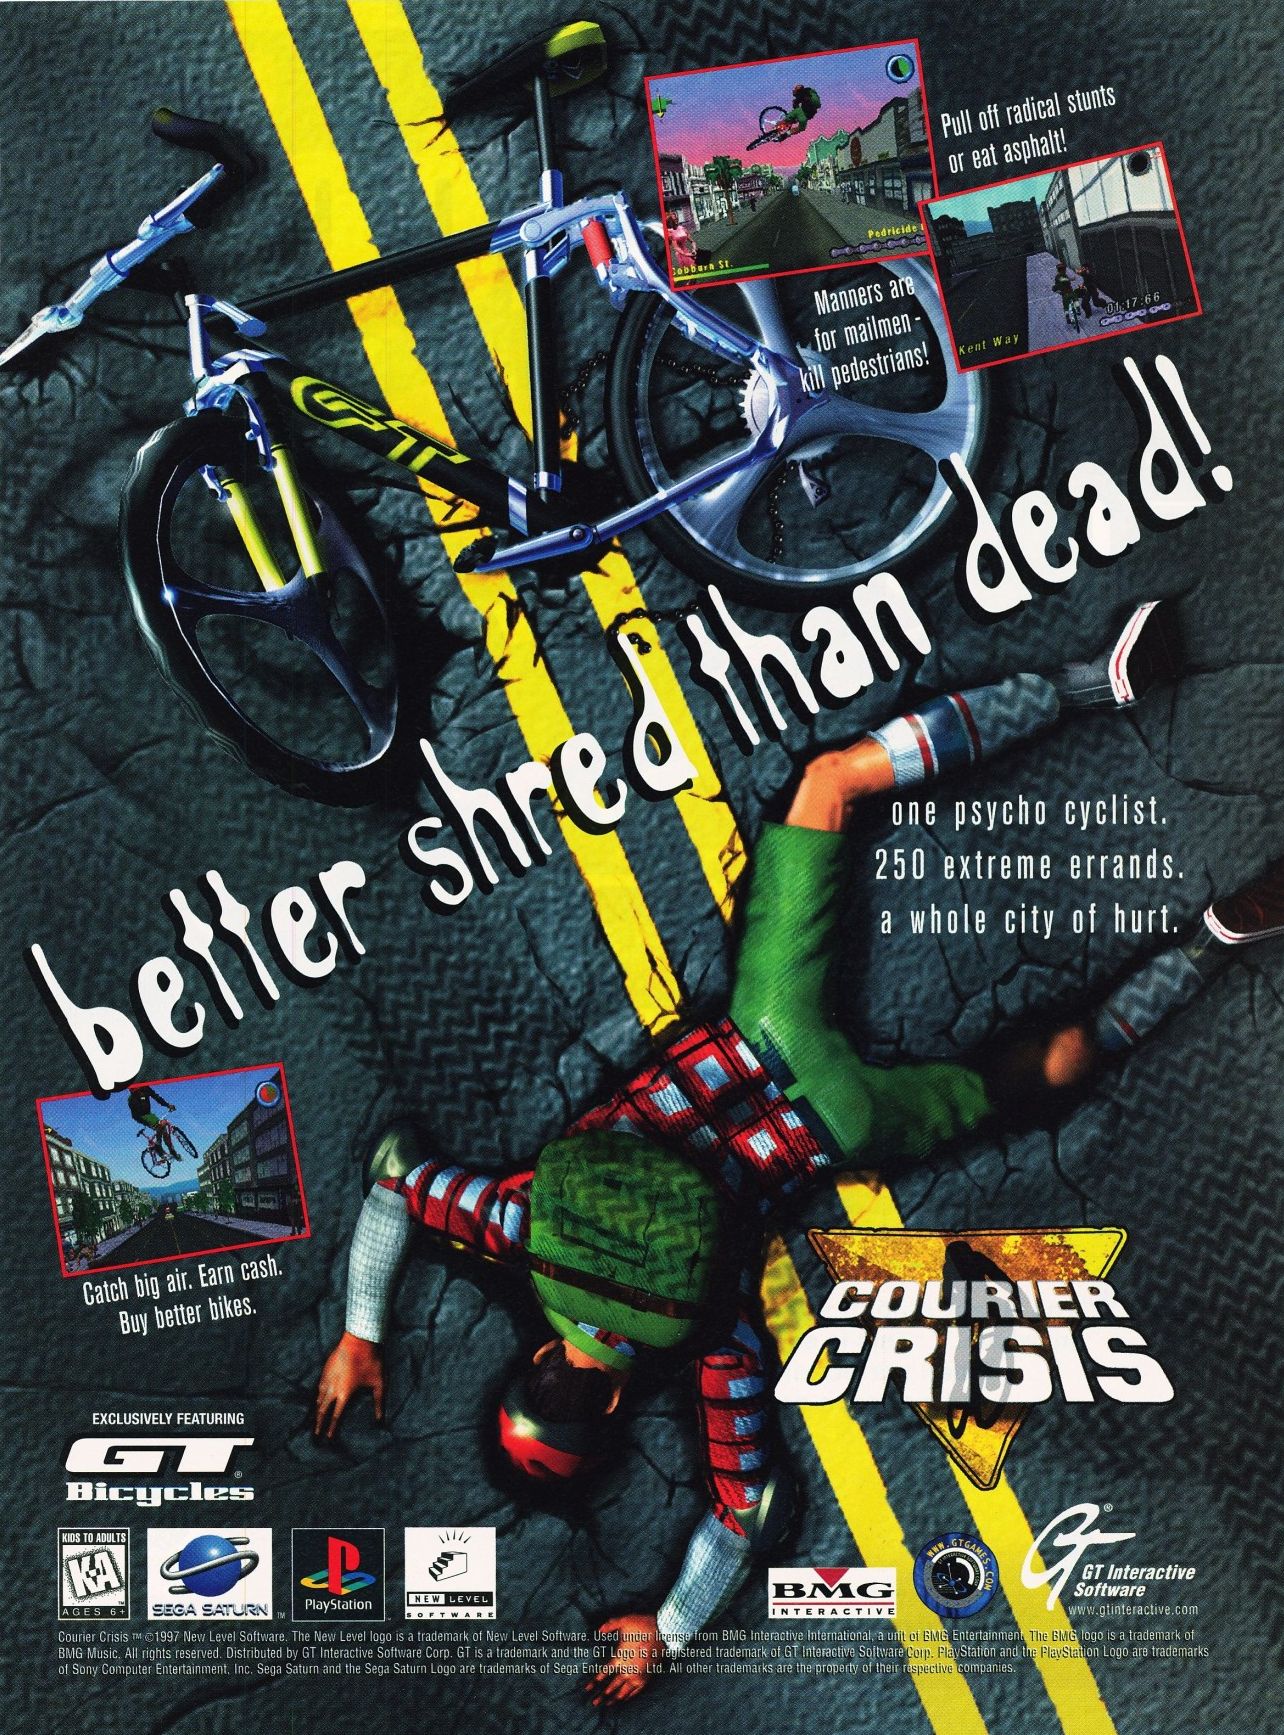 Pull off radical stunts
or eat asphalt!
Pedricide
Cobburn St.
Manners are
for mailmen -
kill pedestrians!
01:17:66
Kent Way
GT
better shred than dead!
one psycho cyclist.
250 extreme errands.
a whole city of hurt.
Catch big air. Earn cash.
Buy better bikes.
COURIER
CRISIS
EXCLUSIVELY FEATURING
GT®
Bicycles
KIDS TO ADULTS
K-A
AGES 6+
SEGA SATURN™
PlayStation
NEW LEVEL
SOFTWARE
BMG
INTERACTIVE
WWW.GTGAMES.COM
GT®
GT Interactive
Software
www.gtinteractive.com
Courier Crisis ™ ©1997 New Level Software. The New Level logo is a trademark of New Level Software. Used under license from BMG Interactive International, a unit of BMG Entertainment. The BMG logo is a trademark of
BMG Music. All rights reserved. Distributed by GT Interactive Software Corp. GT is a trademark and the GT Logo is a registered trademark of GT Interactive Software Corp. PlayStation and the PlayStation Logo are trademarks
of Sony Computer Entertainment, Inc. Sega Saturn and the Sega Saturn Logo are trademarks of Sega Entreprises, Ltd. All other trademarks are the property of their respective companies.